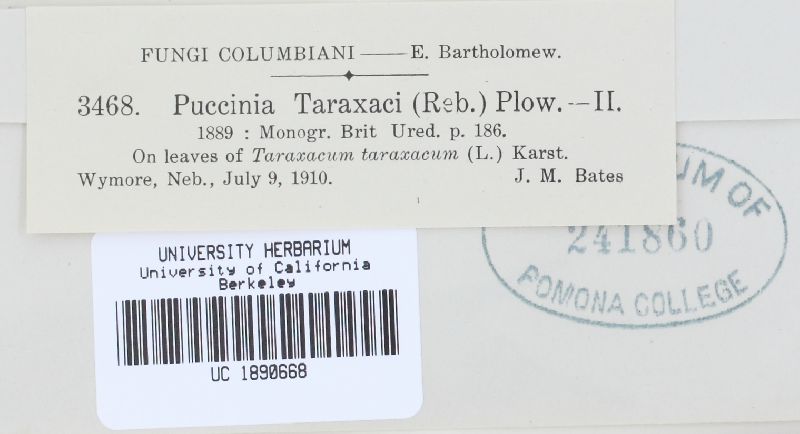 FUNGI COLUMBIANI — E. Bartholomew.
3468. Puccinia Taraxaci (Reb.) Plow. — II.
1889 : Monogr. Brit Ured. p. 186.
On leaves of Taraxacum taraxacum (L.) Karst.
Wymore, Neb., July 9, 1910. J. M. Bates
UM OF
241860
POMONA COLLEGE
UNIVERSITY HERBARIUM
University of California
Berkeley
UC 1890668